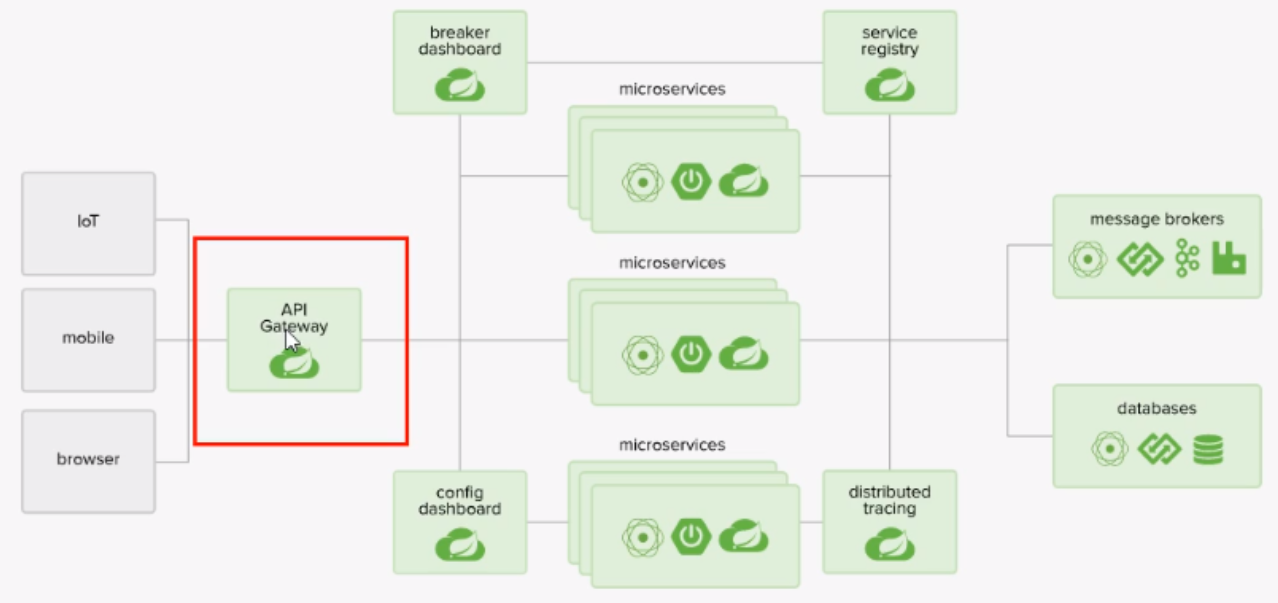 breaker
dashboard
service
registry
microservices
IoT
message brokers
microservices
API
Gateway
mobile
databases
microservices
browser
config
dashboard
distributed
tracing